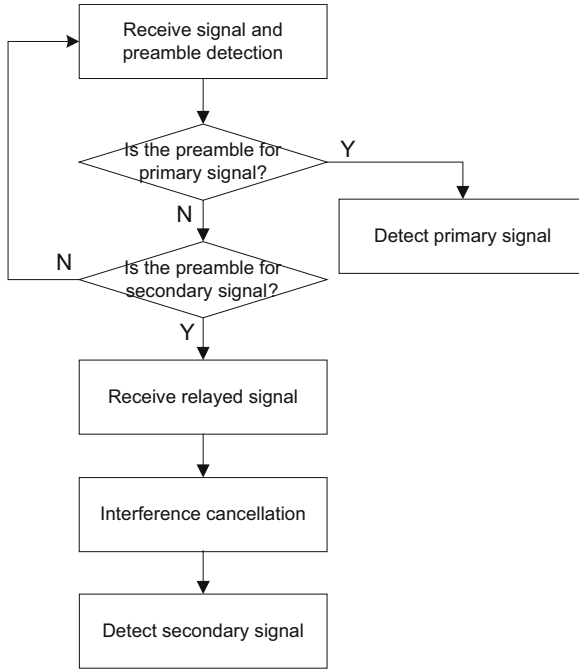 Receive signal and
preamble detection
Is the preamble for
primary signal?
Y
N
Detect primary signal
Is the preamble for
secondary signal?
N
Y
Receive relayed signal
Interference cancellation
Detect secondary signal